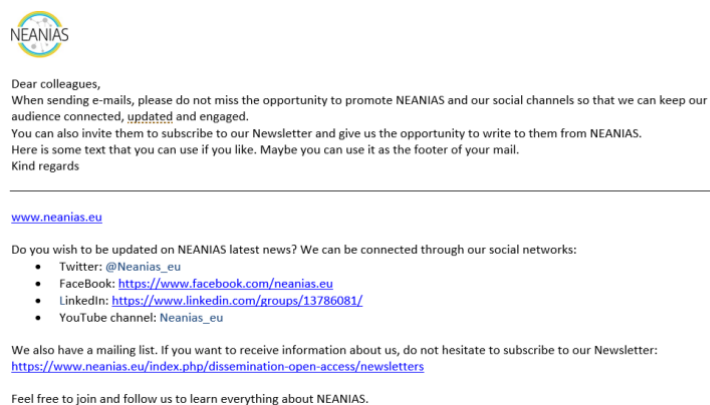 NEANIAS
Dear colleagues,
When sending e-mails, please do not miss the opportunity to promote NEANIAS and our social channels so that we can keep our
audience connected, updated and engaged.
You can also invite them to subscribe to our Newsletter and give us the opportunity to write to them from NEANIAS.
Here is some text that you can use if you like. Maybe you can use it as the footer of your mail.
Kind regards
www.neanias.eu
Do you wish to be updated on NEANIAS latest news? We can be connected through our social networks:
• Twitter: @Neanias_eu
• FaceBook: https://www.facebook.com/neanias.eu
• LinkedIn: https://www.linkedin.com/groups/13786081/
• YouTube channel: Neanias_eu
We also have a mailing list. If you want to receive information about us, do not hesitate to subscribe to our Newsletter:
https://www.neanias.eu/index.php/dissemination-open-access/newsletters
Feel free to join and follow us to learn everything about NEANIAS.